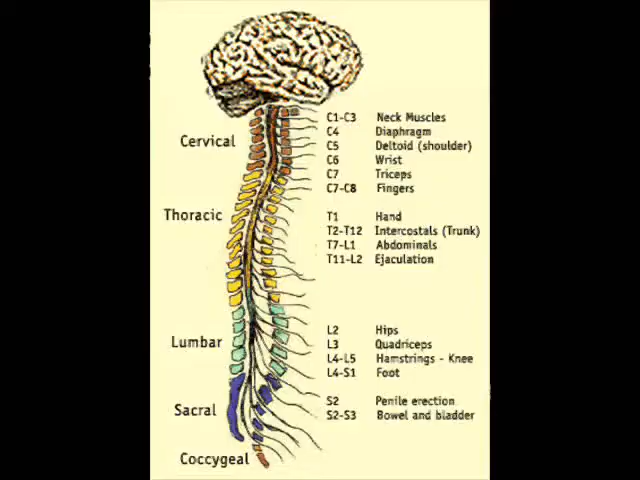 Cervical
C1-C3 Neck Muscles
C4 Diaphragm
C5 Deltoid (shoulder)
C6 Wrist
C7 Triceps
C7-C8 Fingers
Thoracic
T1 Hand
T2-T12 Intercostals (Trunk)
T7-L1 Abdominals
T11-L2 Ejaculation
Lumbar
L2 Hips
L3 Quadriceps
L4-L5 Hamstrings - Knee
L4-S1 Foot
Sacral
S2 Penile erection
S2-S3 Bowel and bladder
Coccygeal